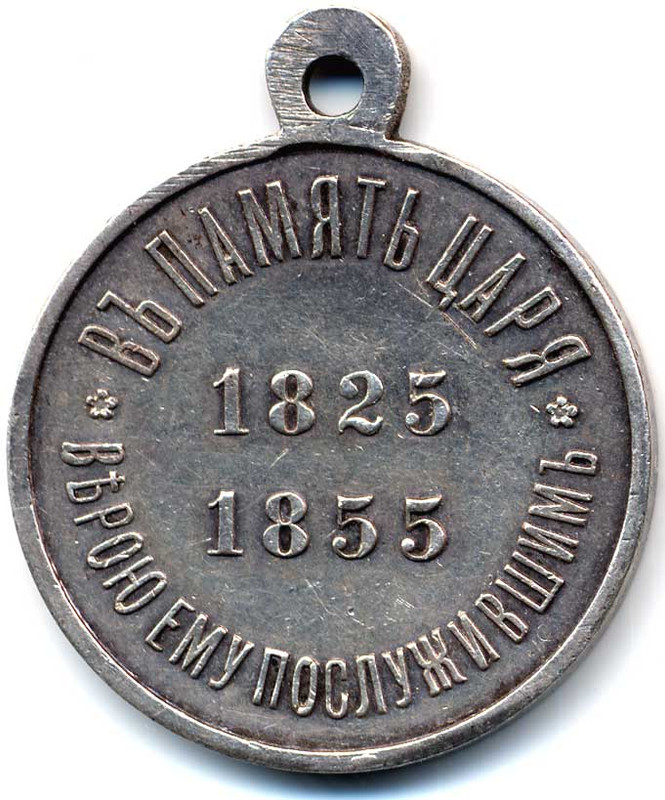 ВЪ ПАМЯТЬ ЦАРЯ
1825
1855
ВѢРОЮ ЕМУ ПОСЛУЖИВШИМЪ